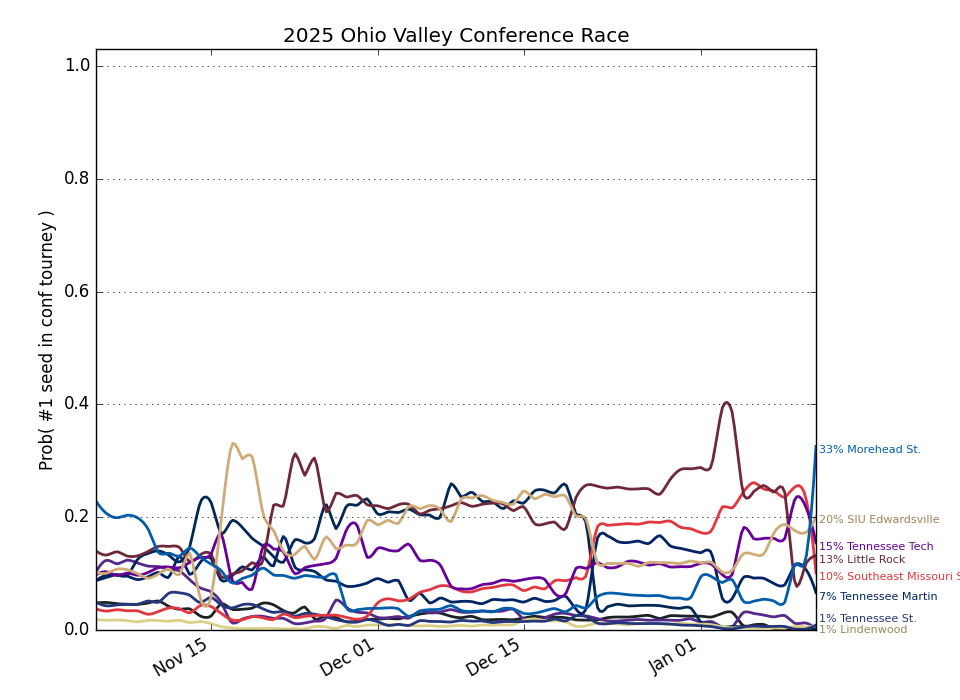 2025 Ohio Valley Conference Race
Prob( #1 seed in conf tourney )
1.0
0.8
0.6
0.4
0.2
0.0
Nov 15
Dec 01
Dec 15
Jan 01
33% Morehead St.
20% SIU Edwardsville
15% Tennessee Tech
13% Little Rock
10% Southeast Missouri S
7% Tennessee Martin
1% Tennessee St.
1% Lindenwood